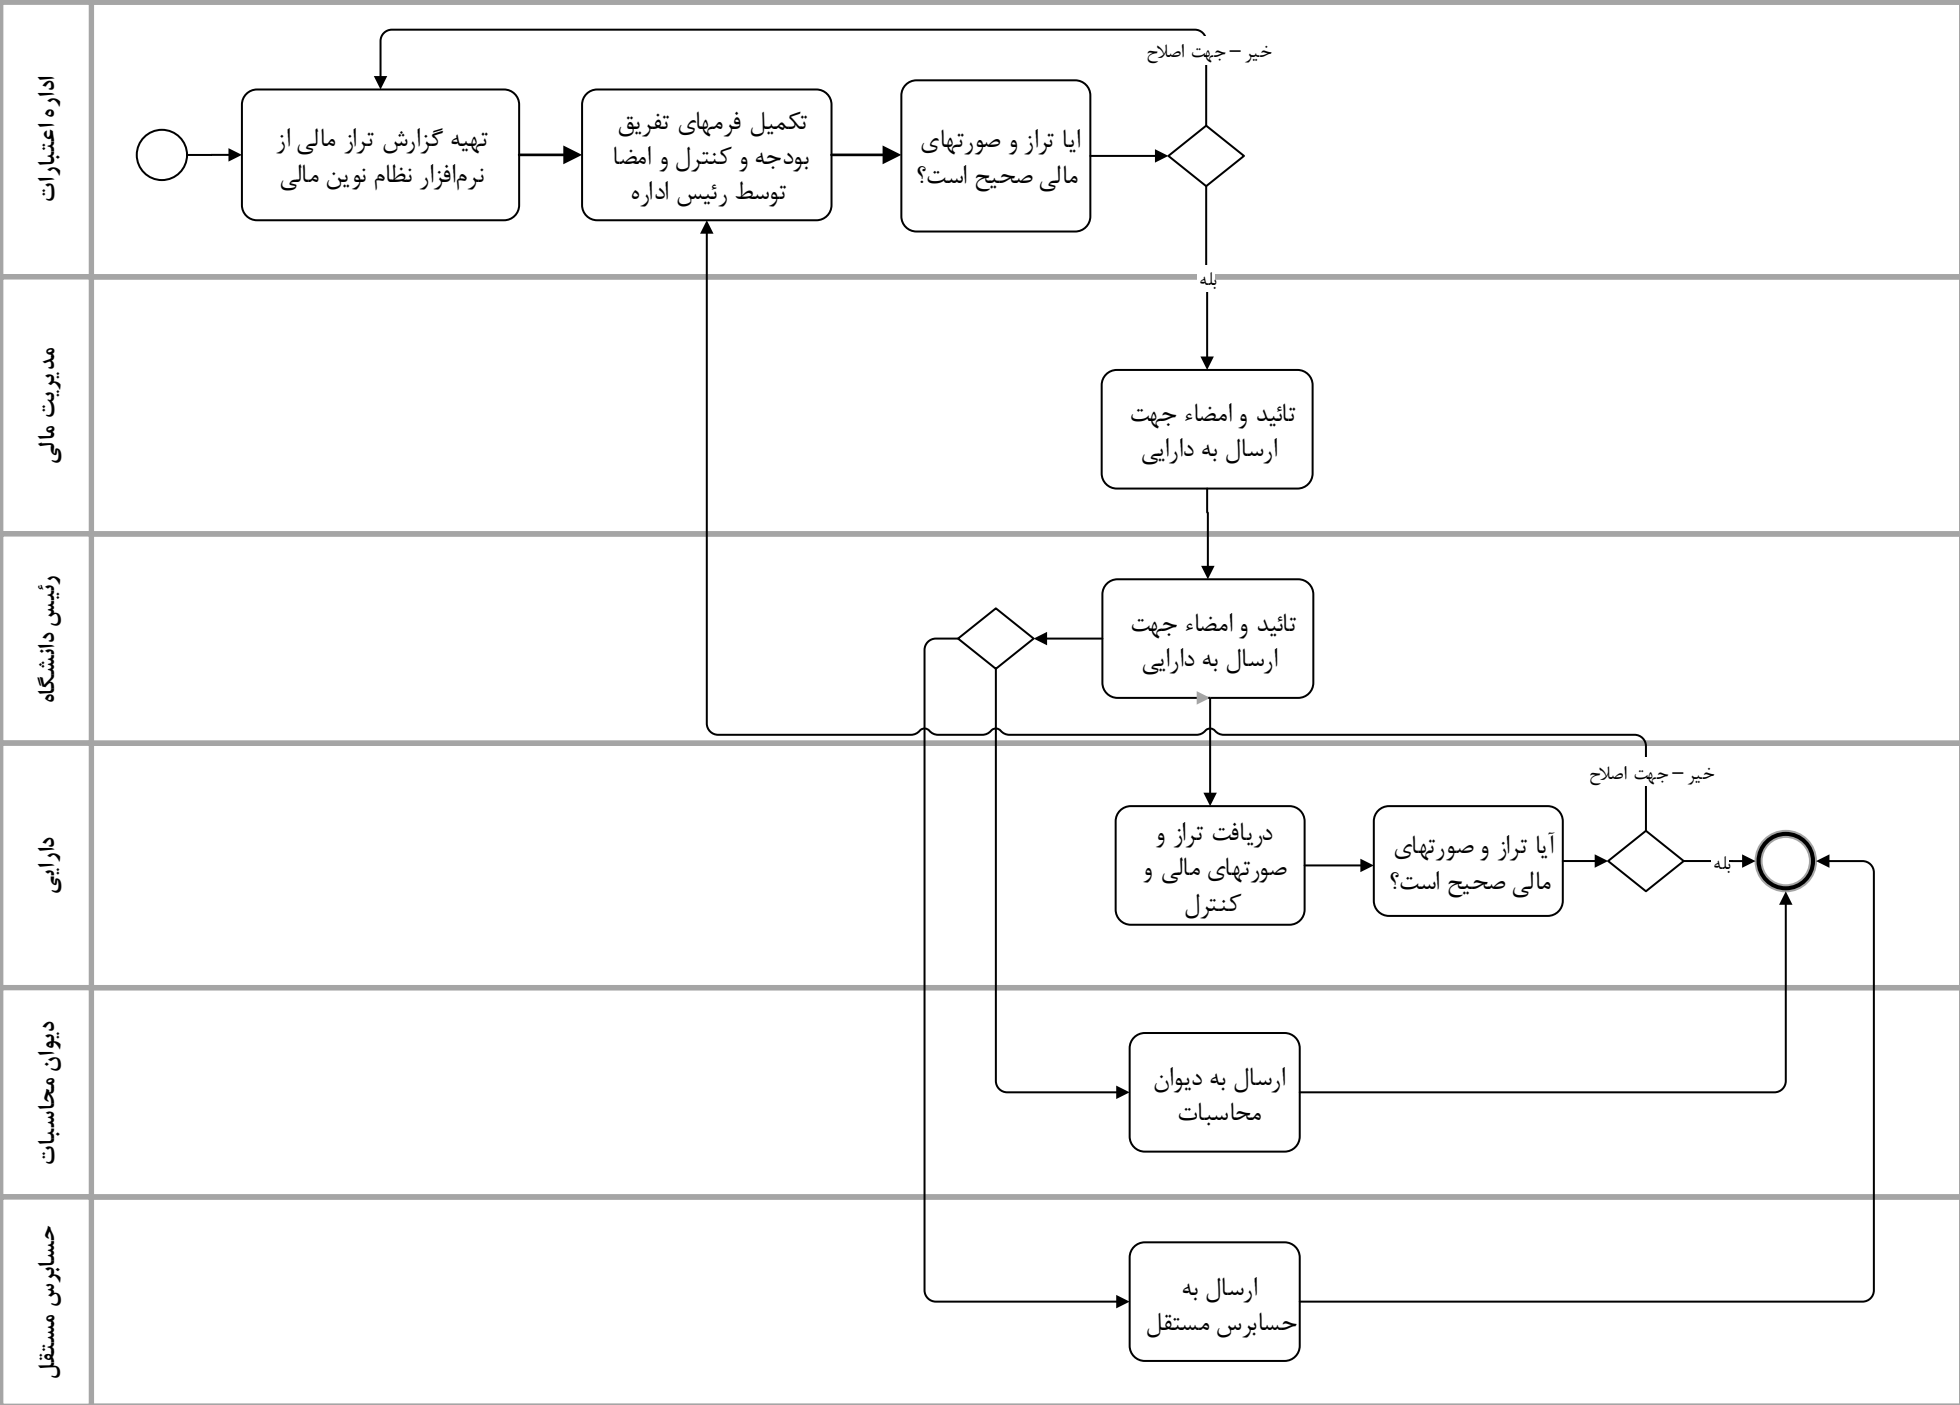 اداره اعتبارات
خیر – جهت اصلاح
تهیه گزارش تراز مالی از
نرم‌افزار نظام نوین مالی
تکمیل فرمهای تفریق
بودجه و کنترل و امضا
توسط رئیس اداره
ایا تراز و صورتهای
مالی صحیح است؟
بله
مدیریت مالی
تائید و امضاء جهت
ارسال به دارایی
رئیس دانشگاه
تائید و امضاء جهت
ارسال به دارایی
دارایی
خیر – جهت اصلاح
دریافت تراز و
صورتهای مالی و
کنترل
آیا تراز و صورتهای
مالی صحیح است؟
بله
دیوان محاسبات
ارسال به دیوان
محاسبات
حسابرس مستقل
ارسال به
حسابرس مستقل